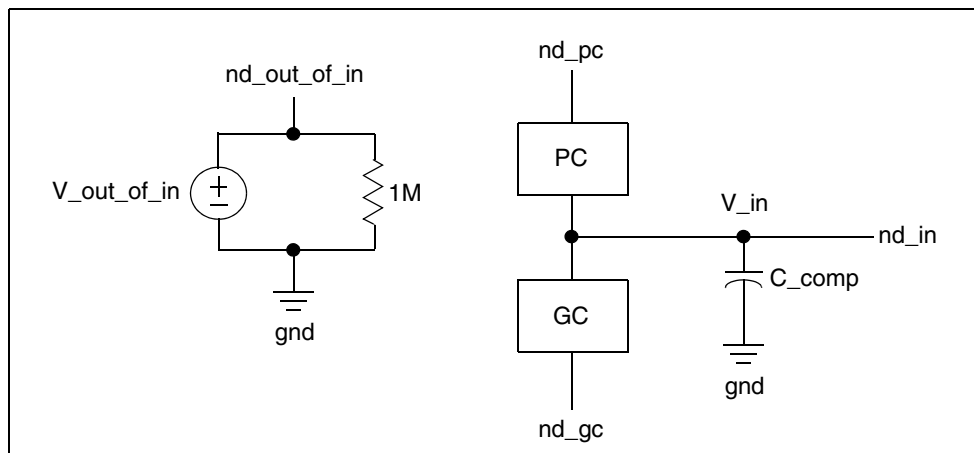 nd_out_of_in
V_out_of_in
+
−
1M
gnd
nd_pc
PC
V_in
nd_in
C_comp
GC
gnd
nd_gc